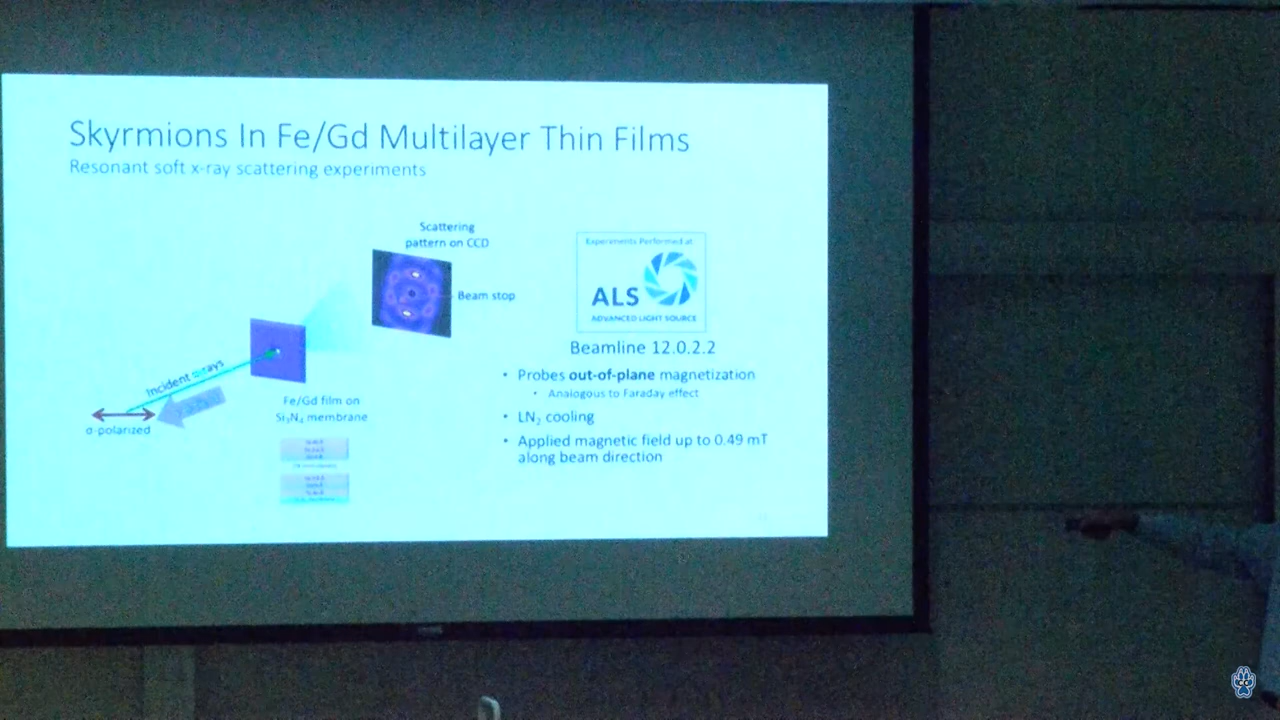 Skyrmions In Fe/Gd Multilayer Thin Films
Resonant soft x-ray scattering experiments
Scattering
pattern on CCD
Beam stop
Incident x-rays
σ-polarized
Fe/Gd film on
Si₃N₄ membrane
Experiments Performed at
ALS
ADVANCED LIGHT SOURCE
Beamline 12.0.2.2
• Probes out-of-plane magnetization
• Analogous to Faraday effect
• LN₂ cooling
• Applied magnetic field up to 0.49 mT
along beam direction